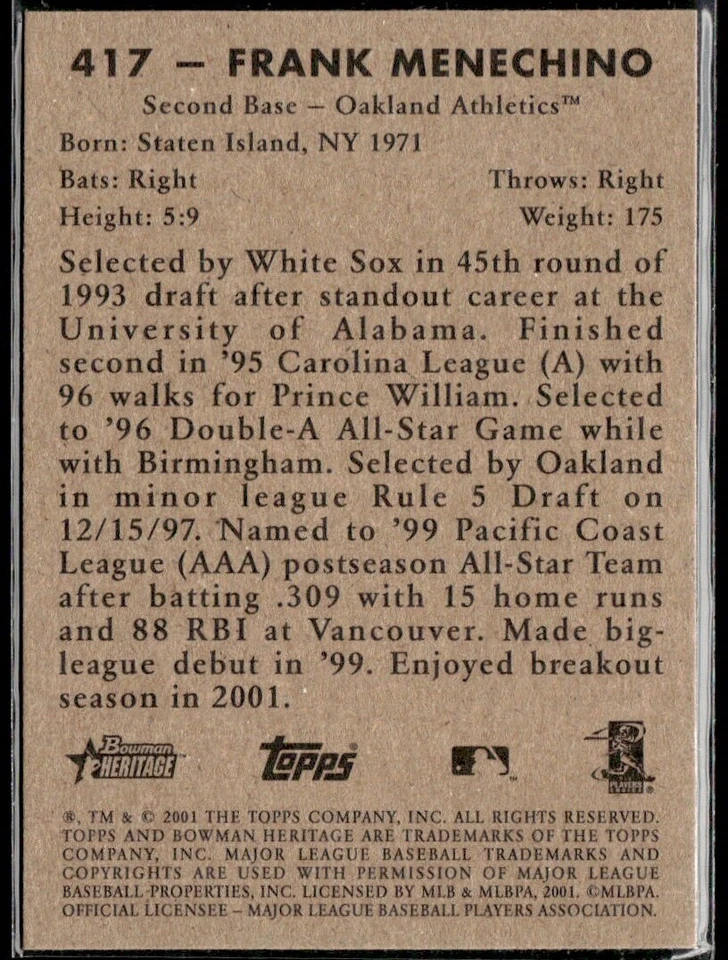 417 – FRANK MENECHINO
Second Base – Oakland Athletics™
Born: Staten Island, NY 1971
Bats: Right Throws: Right
Height: 5:9 Weight: 175
Selected by White Sox in 45th round of
1993 draft after standout career at the
University of Alabama. Finished
second in '95 Carolina League (A) with
96 walks for Prince William. Selected
to '96 Double-A All-Star Game while
with Birmingham. Selected by Oakland
in minor league Rule 5 Draft on
12/15/97. Named to '99 Pacific Coast
League (AAA) postseason All-Star Team
after batting .309 with 15 home runs
and 88 RBI at Vancouver. Made big-
league debut in '99. Enjoyed breakout
season in 2001.
Bowman HERITAGE Topps
®, TM & © 2001 THE TOPPS COMPANY, INC. ALL RIGHTS RESERVED.
TOPPS AND BOWMAN HERITAGE ARE TRADEMARKS OF THE TOPPS
COMPANY, INC. MAJOR LEAGUE BASEBALL TRADEMARKS AND
COPYRIGHTS ARE USED WITH PERMISSION OF MAJOR LEAGUE
BASEBALL PROPERTIES, INC. LICENSED BY MLB & MLBPA, 2001. ©MLBPA.
OFFICIAL LICENSEE – MAJOR LEAGUE BASEBALL PLAYERS ASSOCIATION.